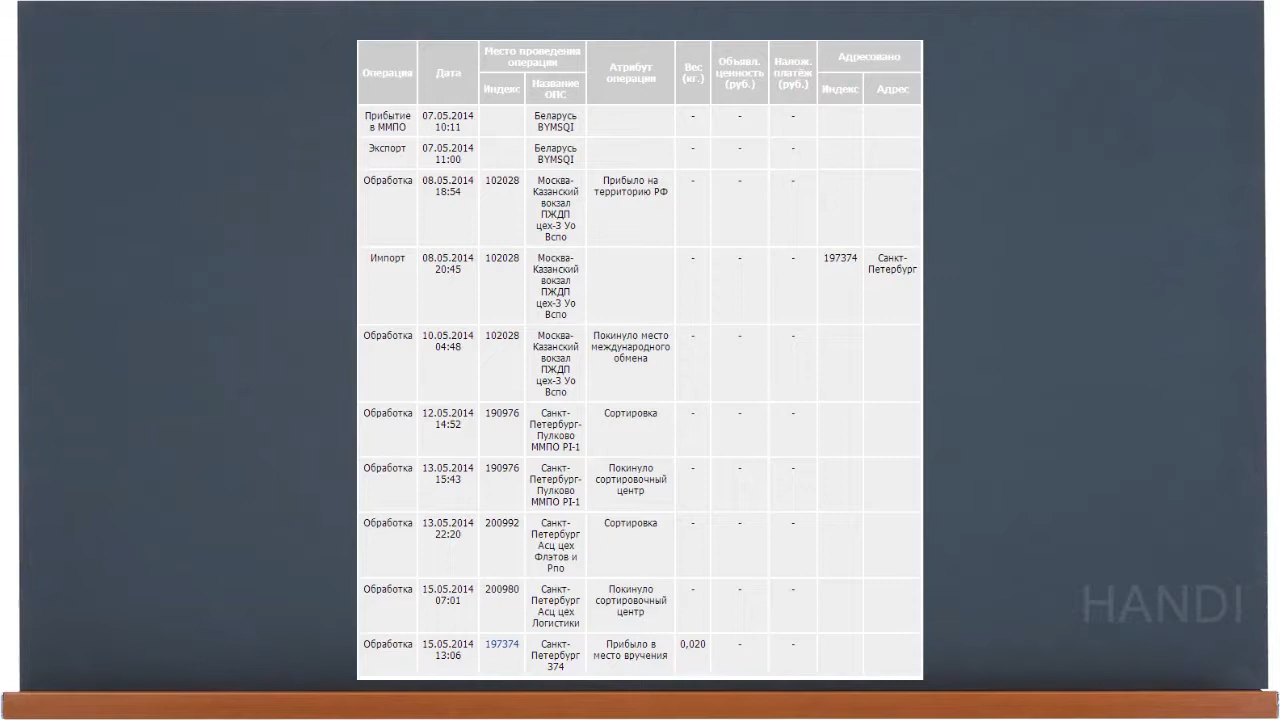 Операция Дата Место проведения операции Атрибут операции Вес (кг.) Объявл. ценность (руб.) Налож. платёж (руб.) Адресовано
Индекс Название ОПС Индекс Адрес
Прибытие в ММПО 07.05.2014 10:11 Беларусь BYMSQI - - -
Экспорт 07.05.2014 11:00 Беларусь BYMSQI - - -
Обработка 08.05.2014 18:54 102028 Москва-Казанский вокзал ПЖДП цех-3 Уо Вспо Прибыло на территорию РФ - - -
Импорт 08.05.2014 20:45 102028 Москва-Казанский вокзал ПЖДП цех-3 Уо Вспо - - - 197374 Санкт-Петербург
Обработка 10.05.2014 04:48 102028 Москва-Казанский вокзал ПЖДП цех-3 Уо Вспо Покинуло место международного обмена - - -
Обработка 12.05.2014 14:52 190976 Санкт-Петербург-Пулково ММПО PI-1 Сортировка - - -
Обработка 13.05.2014 15:43 190976 Санкт-Петербург-Пулково ММПО PI-1 Покинуло сортировочный центр - - -
Обработка 13.05.2014 22:20 200992 Санкт-Петербург Асц цех Флэтов и Рпо Сортировка - - -
Обработка 15.05.2014 07:01 200980 Санкт-Петербург Асц цех Логистики Покинуло сортировочный центр - - -
Обработка 15.05.2014 13:06 197374 Санкт-Петербург 374 Прибыло в место вручения 0,020 - -
HANDI